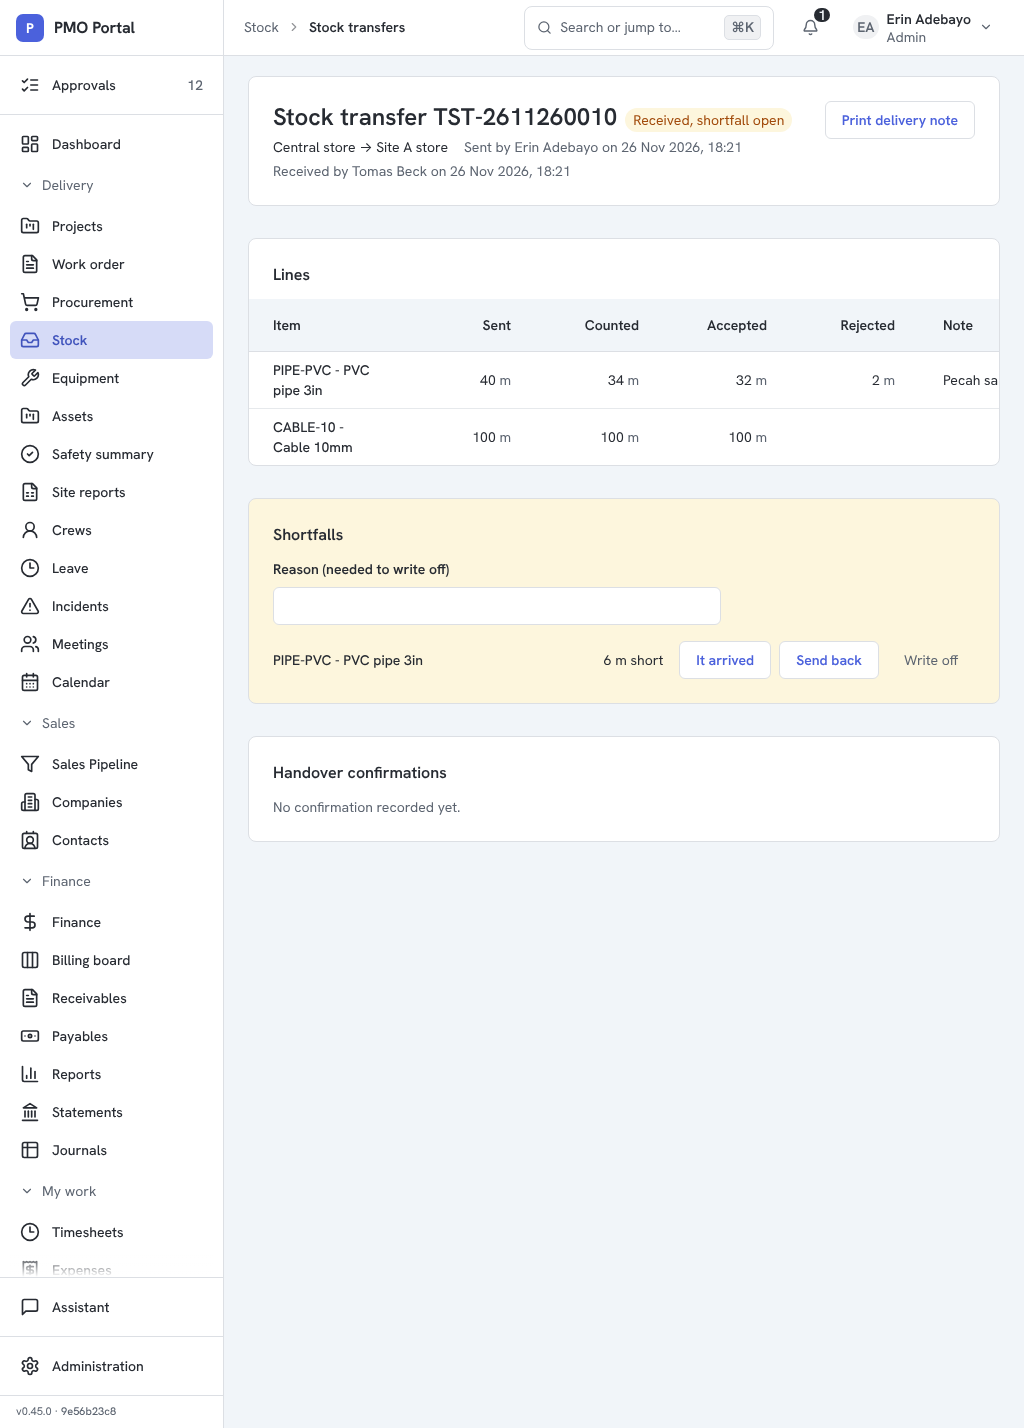 P PMO Portal
Stock > Stock transfers
Search or jump to... ⌘K
1
EA Erin Adebayo
Admin
Approvals 12
Dashboard
Delivery
Projects
Work order
Procurement
Stock
Equipment
Assets
Safety summary
Site reports
Crews
Leave
Incidents
Meetings
Calendar
Sales
Sales Pipeline
Companies
Contacts
Finance
Finance
Billing board
Receivables
Payables
Reports
Statements
Journals
My work
Timesheets
Expenses
Assistant
Administration
v0.45.0 · 9e56b23c8
Stock transfer TST-2611260010 Received, shortfall open
Print delivery note
Central store → Site A store Sent by Erin Adebayo on 26 Nov 2026, 18:21
Received by Tomas Beck on 26 Nov 2026, 18:21
Lines
Item Sent Counted Accepted Rejected Note
PIPE-PVC - PVC
pipe 3in 40 m 34 m 32 m 2 m Pecah sa
CABLE-10 -
Cable 10mm 100 m 100 m 100 m
Shortfalls
Reason (needed to write off)
PIPE-PVC - PVC pipe 3in 6 m short It arrived Send back Write off
Handover confirmations
No confirmation recorded yet.